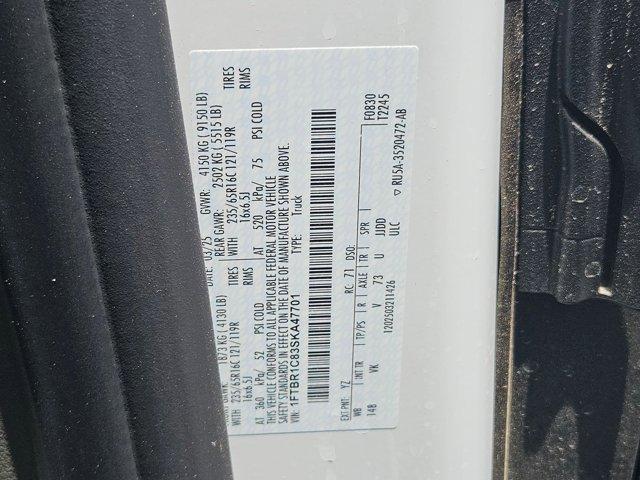 DATE: 03/25 GVWR: 4150 KG ( 9150 LB)
1873 KG ( 4130 LB) REAR GAWR: 2502 KG ( 5515 LB)
WITH 235/65R16C 121/119R TIRES WITH 235/65R16C 121/119R TIRES
16x6.5J RIMS 16x6.5J RIMS
AT 360 kPa/ 52 PSI COLD AT 520 kPa/ 75 PSI COLD
THIS VEHICLE CONFORMS TO ALL APPLICABLE FEDERAL MOTOR VEHICLE
SAFETY STANDARDS IN EFFECT ON THE DATE OF MANUFACTURE SHOWN ABOVE.
VIN: 1FTBR1C83SKA47701 TYPE: Truck
F0830
T2245
EXT PNT: YZ RC: 71 DSO:
WB INT TR TP/PS R AXLE TR SPR
148 VK V 73 U JJDD
ULC
1202503211426 ▽ RU5A-3520472-AB